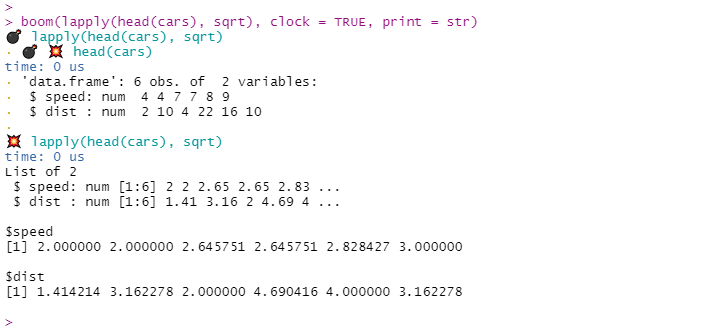 >
> boom(lapply(head(cars), sqrt), clock = TRUE, print = str)
💣 lapply(head(cars), sqrt)
· 💣 💥 head(cars)
time: 0 us
· 'data.frame': 6 obs. of  2 variables:
·  $ speed: num  4 4 7 7 8 9
·  $ dist : num  2 10 4 22 16 10
·
💥 lapply(head(cars), sqrt)
time: 0 us
List of 2
 $ speed: num [1:6] 2 2 2.65 2.65 2.83 ...
 $ dist : num [1:6] 1.41 3.16 2 4.69 4 ...
$speed
[1] 2.000000 2.000000 2.645751 2.645751 2.828427 3.000000
$dist
[1] 1.414214 3.162278 2.000000 4.690416 4.000000 3.162278
>